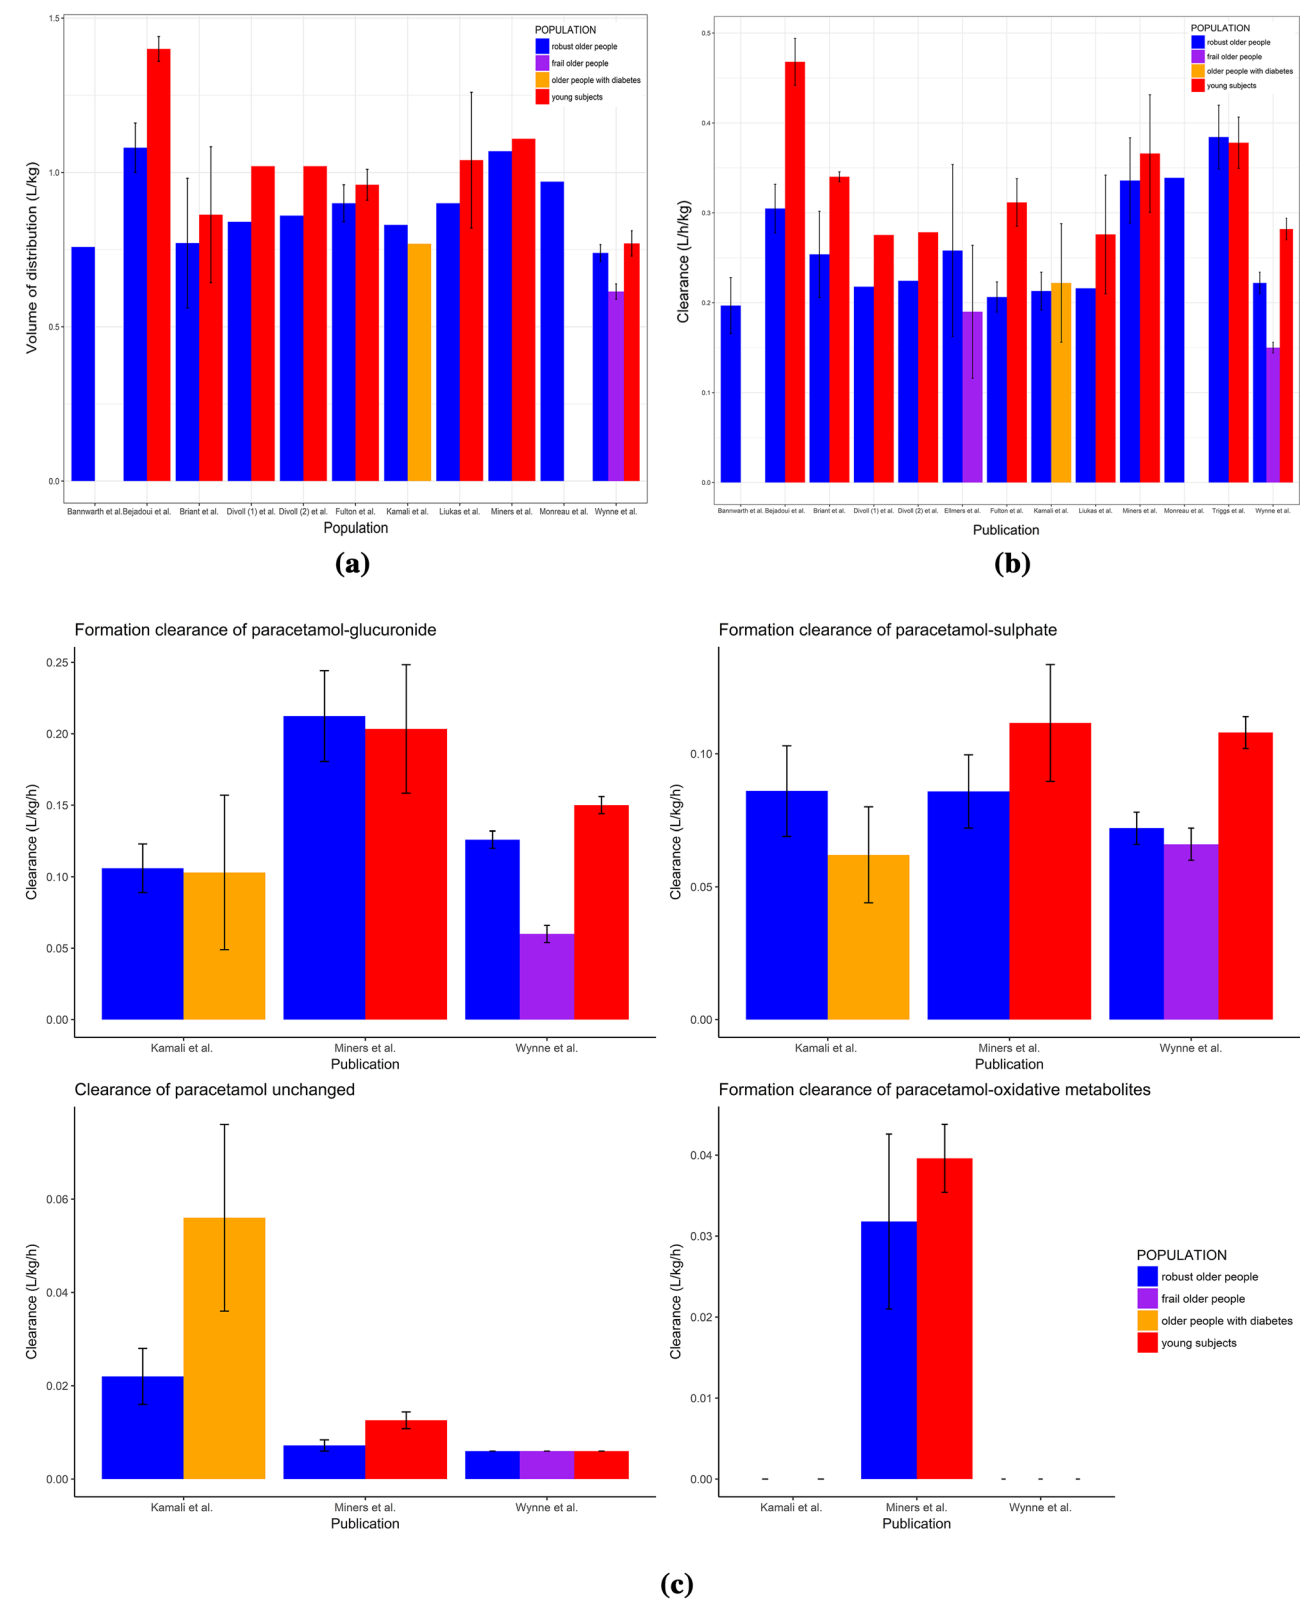 POPULATION
robust older people
frail older people
older people with diabetes
young subjects
Volume of distribution (L/kg)
1.5
1.0
0.5
0.0
Bannwarth et al. Bejadoui et al. Briant et al. Divoll (1) et al. Divoll (2) et al. Fulton et al. Kamali et al. Liukas et al. Miners et al. Monreau et al. Wynne et al.
Population
(a)
POPULATION
robust older people
frail older people
older people with diabetes
young subjects
Clearance (L/h/kg)
0.5
0.4
0.3
0.2
0.1
0.0
Bannwarth et al. Bejadoui et al. Briant et al. Divoll (1) et al. Divoll (2) et al. Ellmers et al. Fulton et al. Kamali et al. Liukas et al. Miners et al. Monreau et al. Triggs et al. Wynne et al.
Publication
(b)
Formation clearance of paracetamol-glucuronide
Clearance (L/kg/h)
0.25
0.20
0.15
0.10
0.05
0.00
Kamali et al. Miners et al. Wynne et al.
Publication
Formation clearance of paracetamol-sulphate
Clearance (L/kg/h)
0.10
0.05
0.00
Kamali et al. Miners et al. Wynne et al.
Publication
Clearance of paracetamol unchanged
Clearance (L/kg/h)
0.06
0.04
0.02
0.00
Kamali et al. Miners et al. Wynne et al.
Publication
Formation clearance of paracetamol-oxidative metabolites
Clearance (L/kg/h)
0.04
0.03
0.02
0.01
0.00
Kamali et al. Miners et al. Wynne et al.
Publication
POPULATION
robust older people
frail older people
older people with diabetes
young subjects
(c)